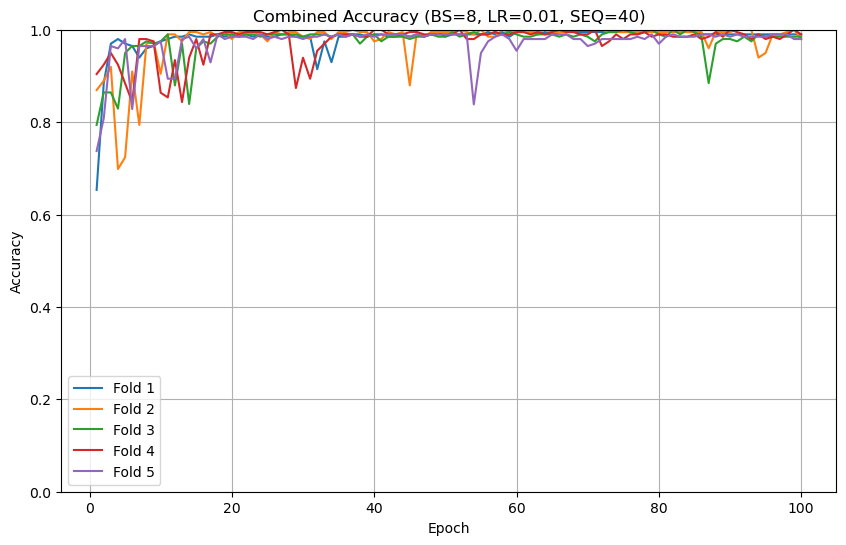 Combined Accuracy (BS=8, LR=0.01, SEQ=40)
1.0
0.8
0.6
0.4
0.2
0.0
Accuracy
Fold 1
Fold 2
Fold 3
Fold 4
Fold 5
0 20 40 60 80 100
Epoch